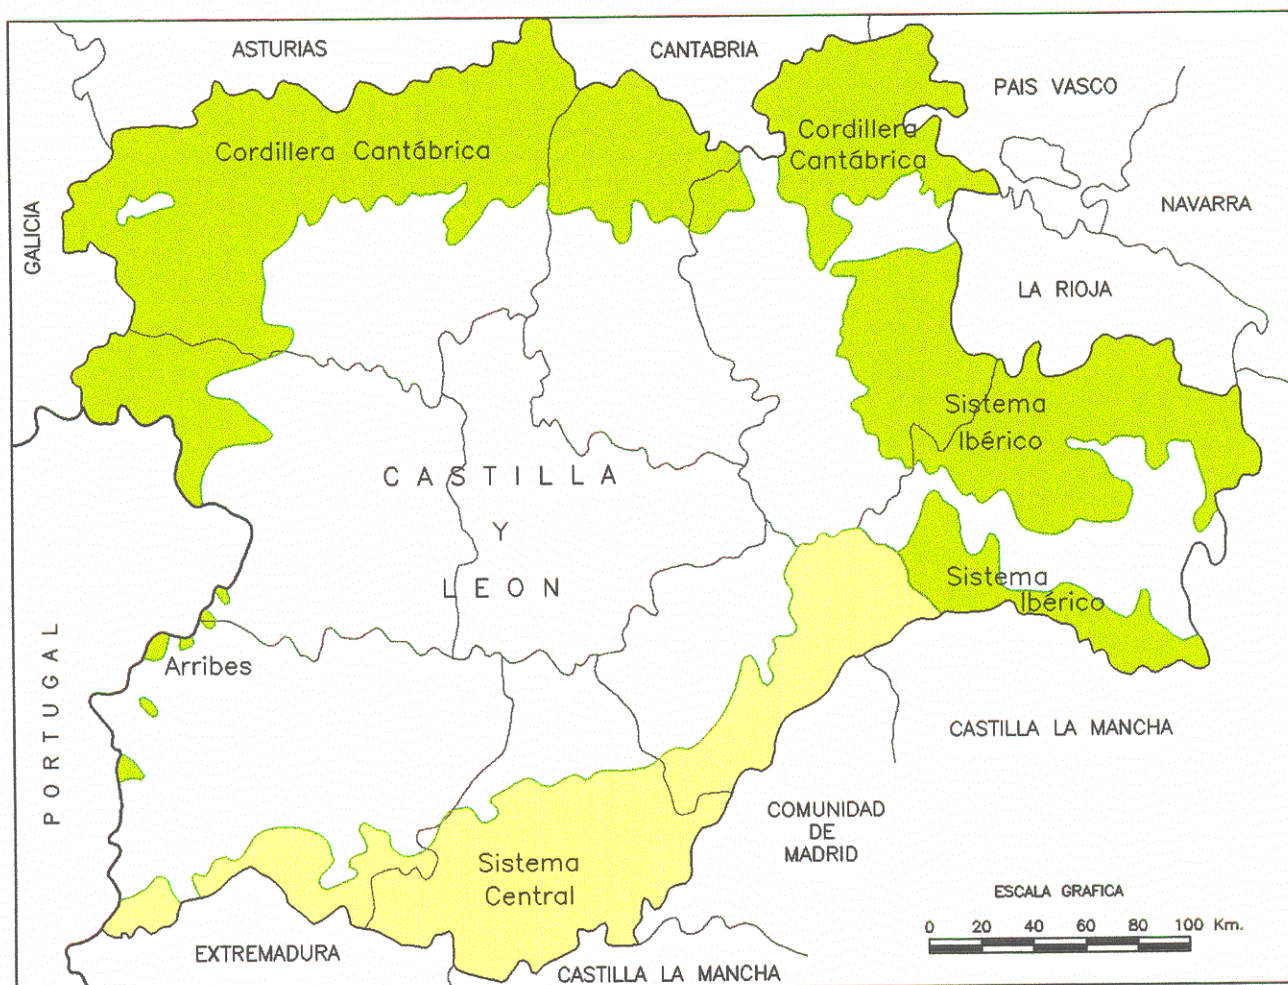 ASTURIAS
CANTABRIA
PAIS VASCO
Cordillera Cantábrica
Cordillera
Cantábrica
GALICIA
NAVARRA
LA RIOJA
Sistema
Ibérico
CASTILLA
Y
LEON
Sistema
Ibérico
PORTUGAL
Arribes
CASTILLA LA MANCHA
COMUNIDAD
DE
MADRID
Sistema
Central
ESCALA GRAFICA
0 20 40 60 80 100 Km.
EXTREMADURA
CASTILLA LA MANCHA